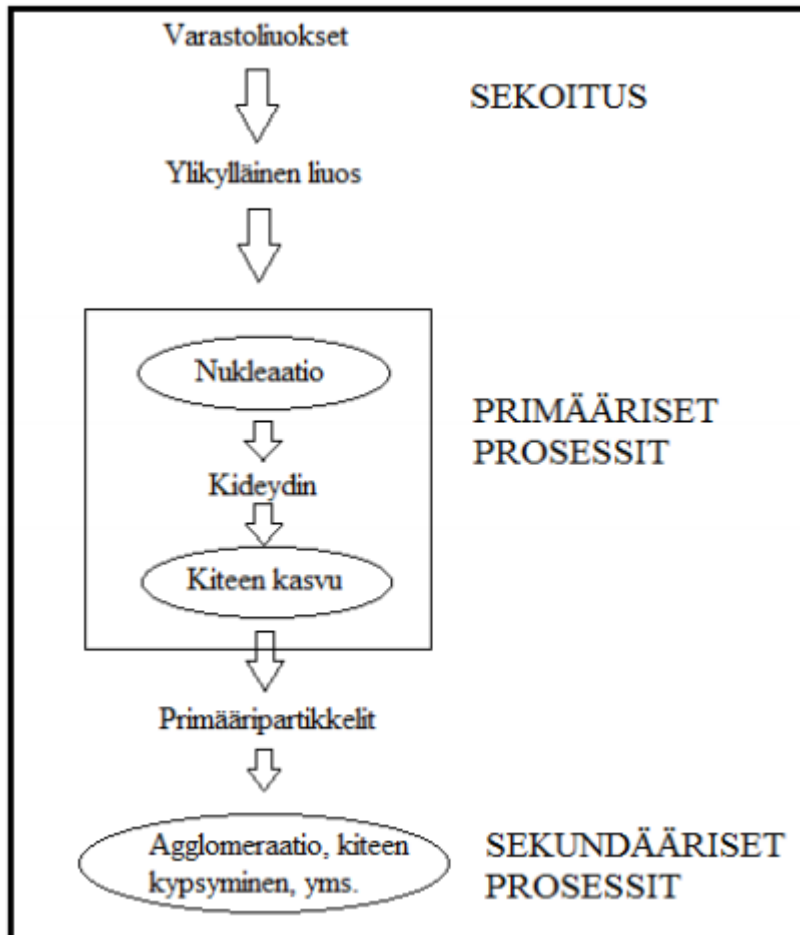 Varastoliuokset
SEKOITUS
Ylikylläinen liuos
Nukleaatio
PRIMÄÄRISET
PROSESSIT
Kideydin
Kiteen kasvu
Primääripartikkelit
Agglomeraatio, kiteen
kypsyminen, yms.
SEKUNDÄÄRISET
PROSESSIT